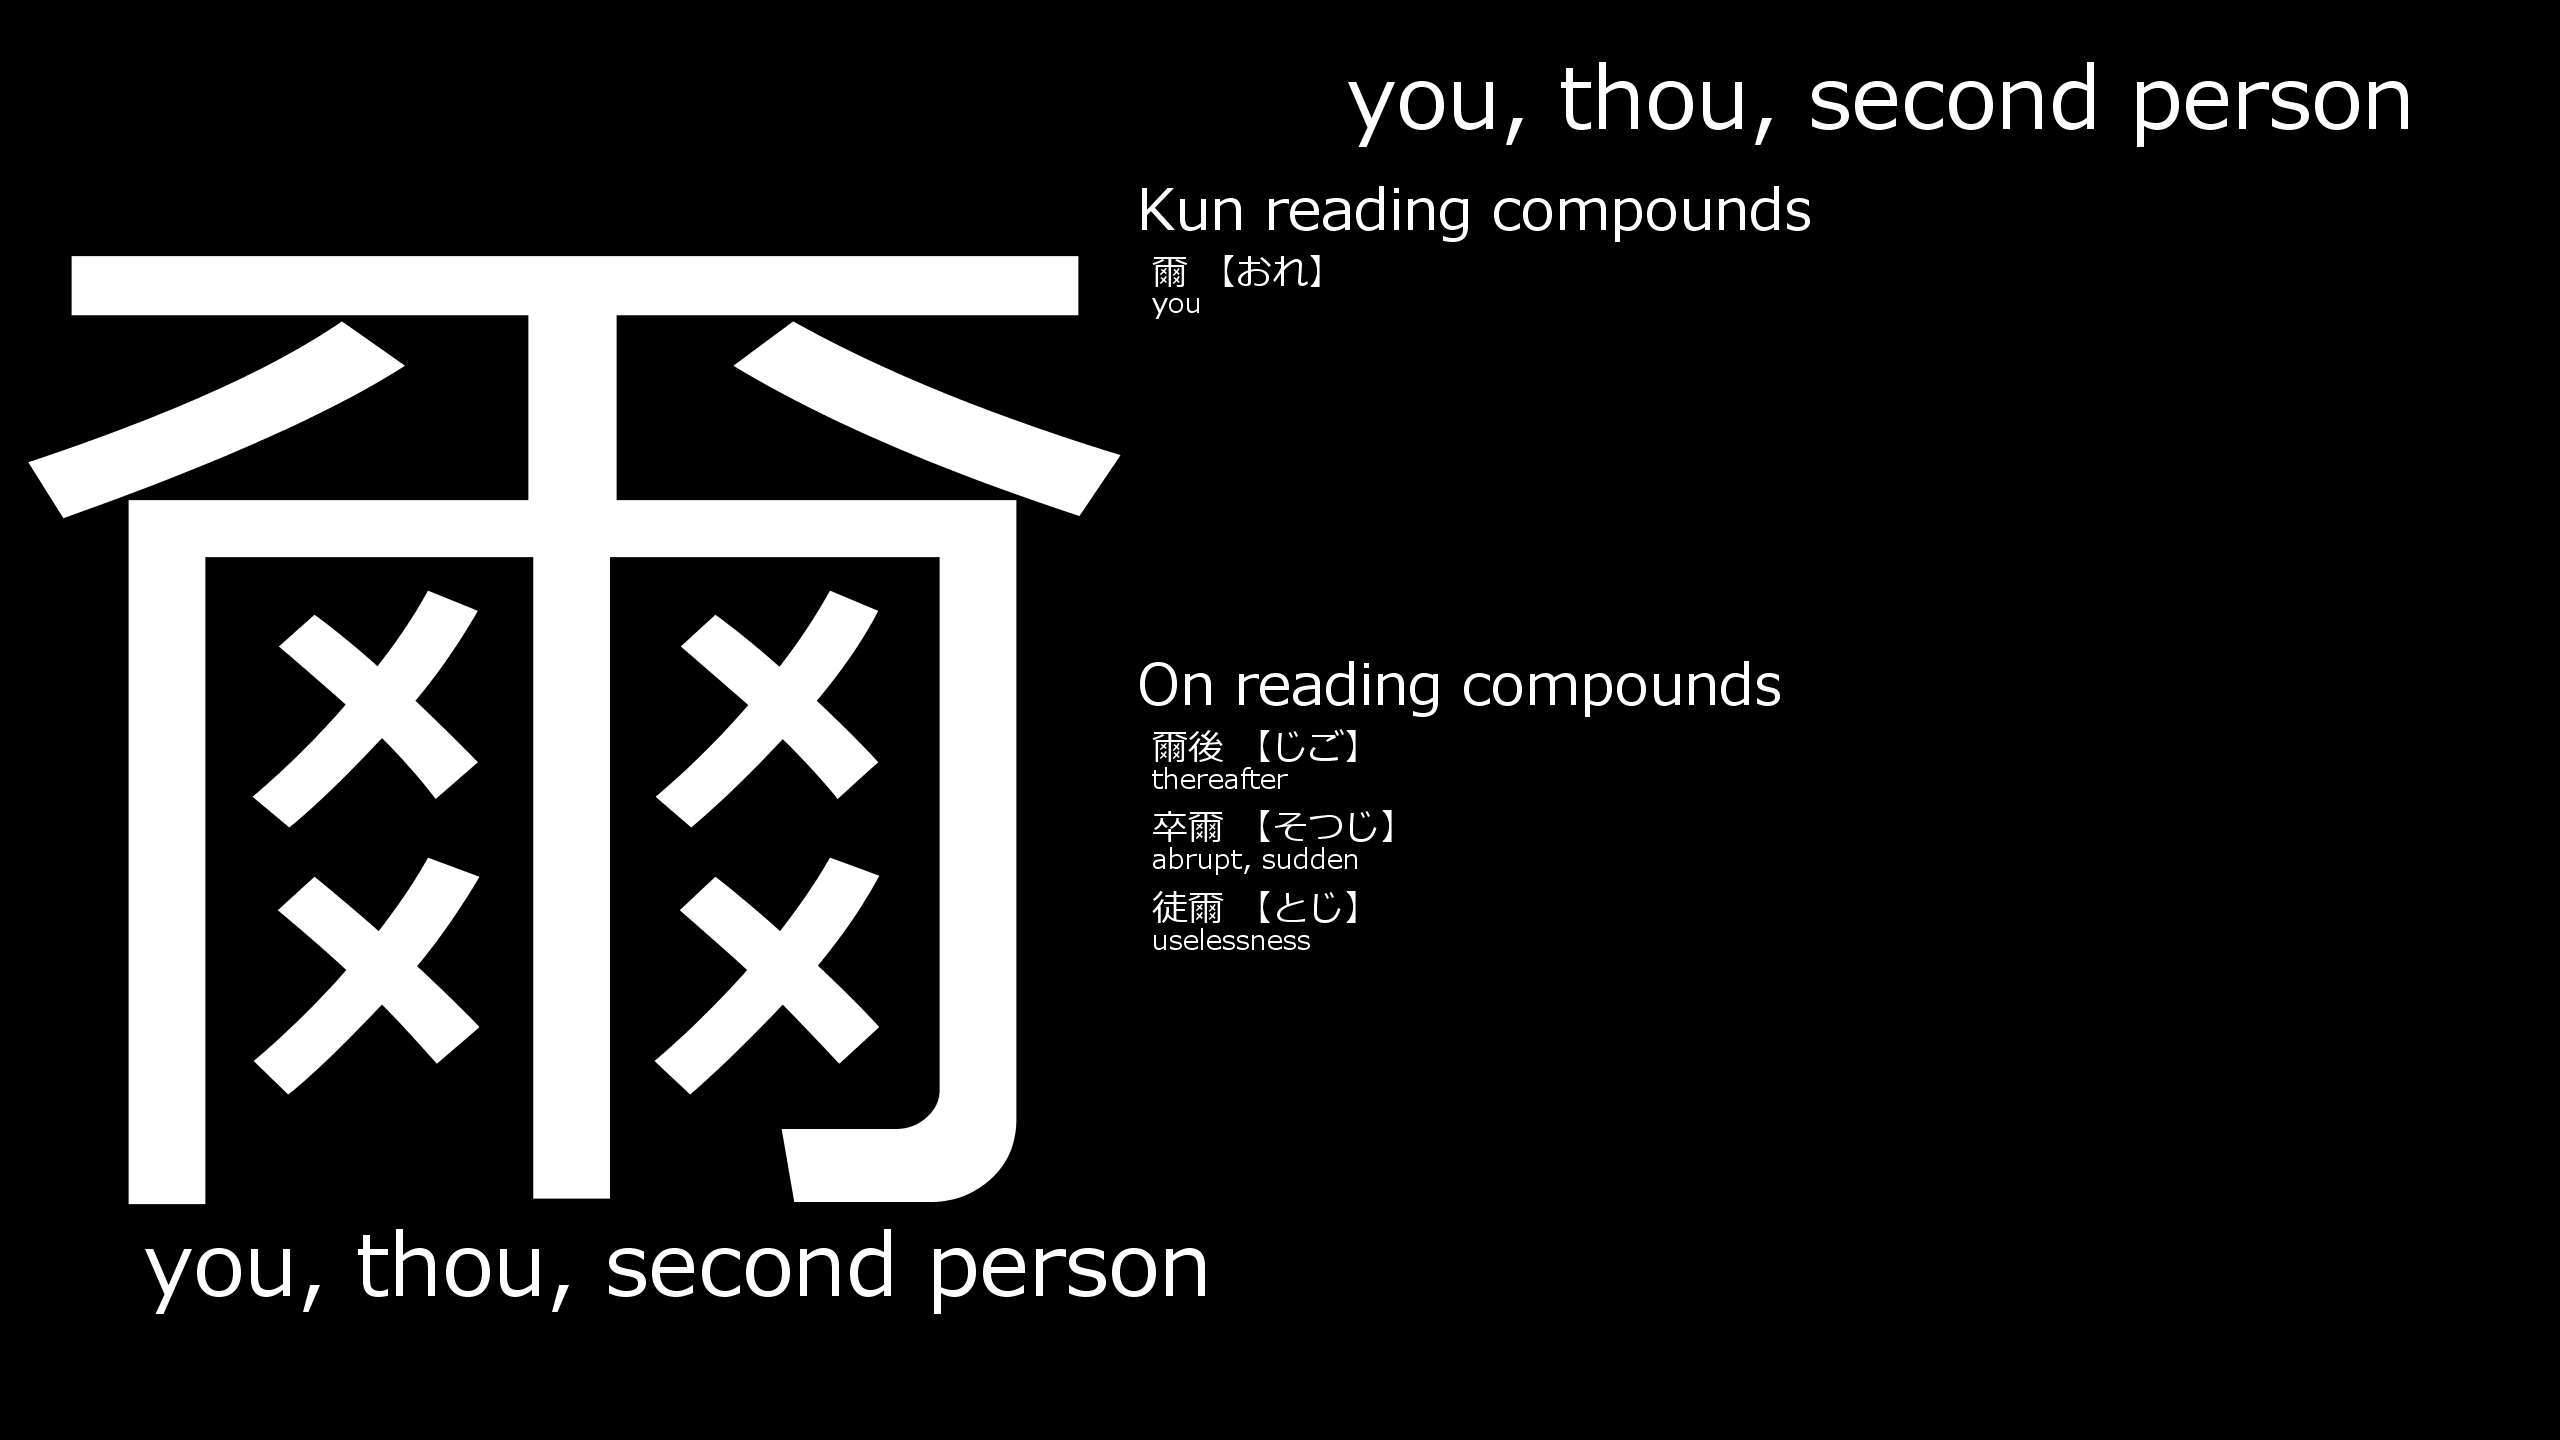 爾
you, thou, second person
you, thou, second person
Kun reading compounds
爾 【おれ】
you
On reading compounds
爾後 【じご】
thereafter
卒爾 【そつじ】
abrupt, sudden
徒爾 【とじ】
uselessness